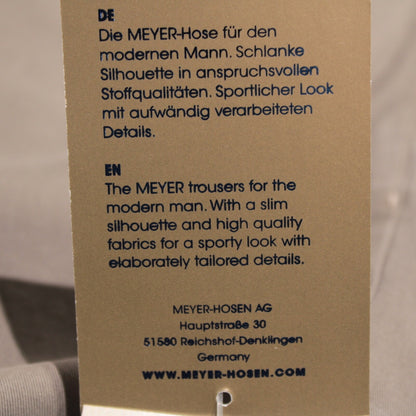 DE
Die MEYER-Hose für den
modernen Mann. Schlanke
Silhouette in anspruchsvollen
Stoffqualitäten. Sportlicher Look
mit aufwändig verarbeiteten
Details.
EN
The MEYER trousers for the
modern man. With a slim
silhouette and high quality
fabrics for a sporty look with
elaborately tailored details.
MEYER-HOSEN AG
Hauptstraße 30
51580 Reichshof-Denklingen
Germany
WWW.MEYER-HOSEN.COM